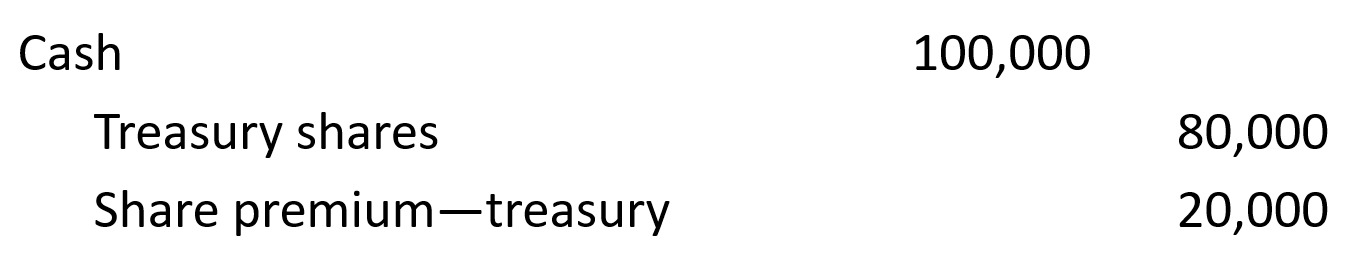 Cash 100,000
Treasury shares 80,000
Share premium—treasury 20,000